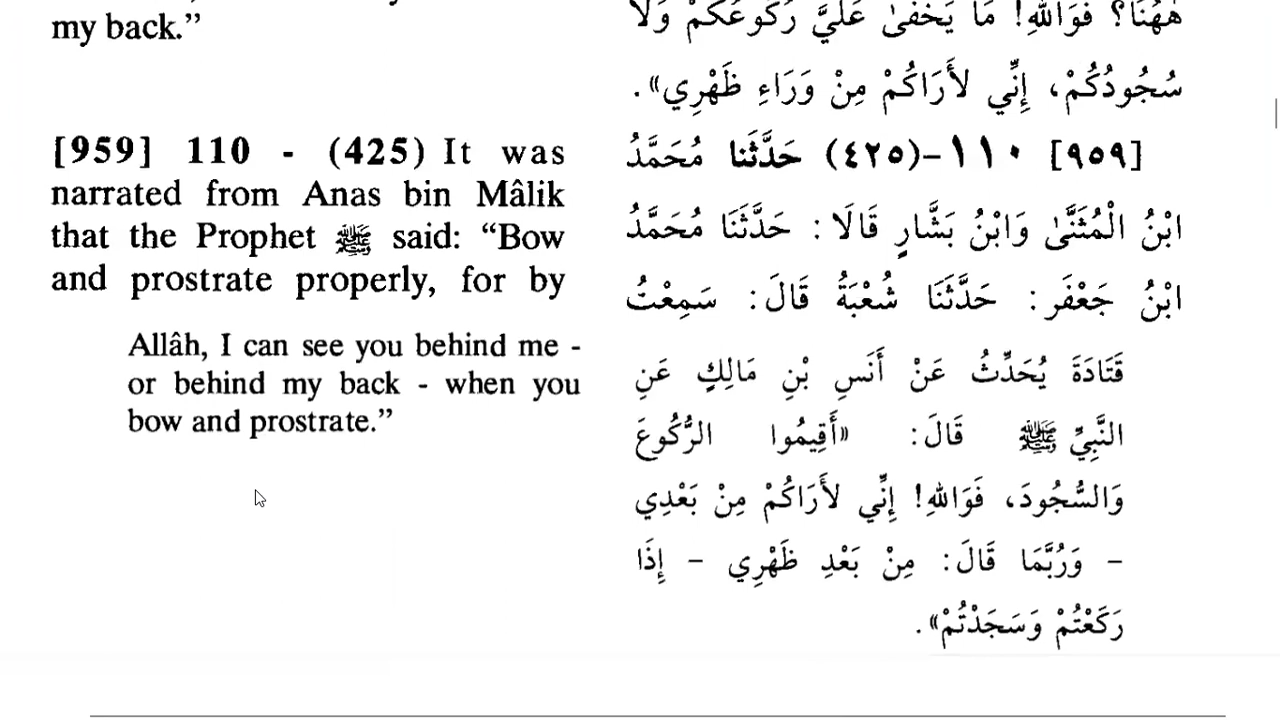 my back.”
[959] 110 - (425) It was
narrated from Anas bin Mâlik
that the Prophet ﷺ said: “Bow
and prostrate properly, for by
Allâh, I can see you behind me -
or behind my back - when you
bow and prostrate.”
هٰهُنَا؟ فَوَاللهِ! مَا يَخْفَىٰ عَلَيَّ رُكُوعُكُمْ وَلَا
سُجُودُكُمْ، إِنِّي لَأَرَاكُمْ مِنْ وَرَاءِ ظَهْرِي».
[٩٥٩] ١١٠-(٤٢٥) حَدَّثَنَا مُحَمَّدُ
ابْنُ الْمُثَنَّىٰ وَابْنُ بَشَّارٍ قَالَا: حَدَّثَنَا مُحَمَّدُ
ابْنُ جَعْفَرٍ: حَدَّثَنَا شُعْبَةُ قَالَ: سَمِعْتُ
قَتَادَةَ يُحَدِّثُ عَنْ أَنَسِ بْنِ مَالِكٍ عَنِ
النَّبِيِّ ﷺ قَالَ: «أَقِيمُوا الرُّكُوعَ
وَالسُّجُودَ، فَوَاللهِ! إِنِّي لَأَرَاكُمْ مِنْ بَعْدِي
- وَرُبَّمَا قَالَ: مِنْ بَعْدِ ظَهْرِي - إِذَا
رَكَعْتُمْ وَسَجَدْتُمْ».